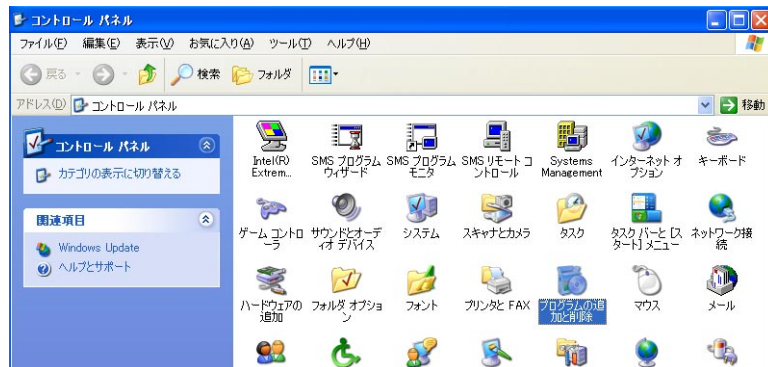 コントロール パネル
ファイル(F) 編集(E) 表示(V) お気に入り(A) ツール(T) ヘルプ(H)
戻る 検索 フォルダ
アドレス(D) コントロール パネル 移動
コントロール パネル
カテゴリの表示に切り替える
関連項目
Windows Update
ヘルプとサポート
Intel(R)
Extrem...
SMS プログラム
ウィザード
SMS プログラム
モニタ
SMS リモート コ
ントロール
Systems
Management
インターネット オ
プション
キーボード
ゲーム コントロ
ーラ
サウンドとオーデ
ィオ デバイス
システム
スキャナとカメラ
タスク
タスク バーと [ス
タート] メニュー
ネットワーク接
続
ハードウェアの
追加
フォルダ オプショ
ン
フォント
プリンタと FAX
プログラムの追
加と削除
マウス
メール